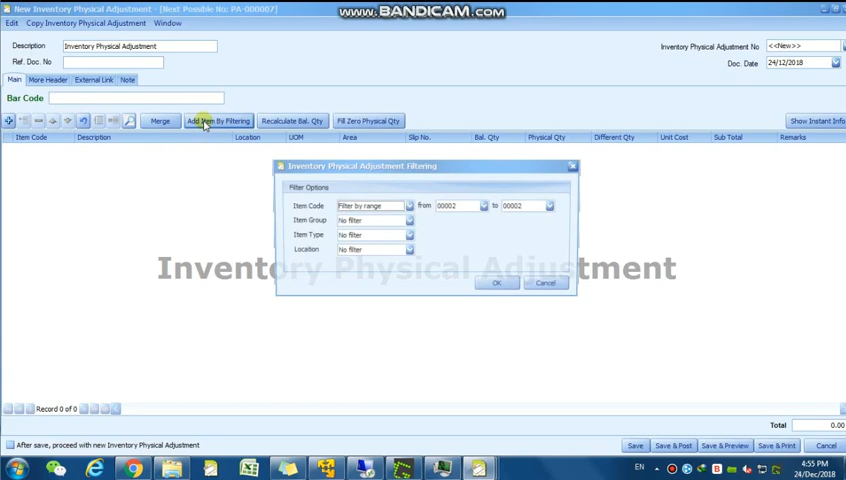 New Inventory Physical Adjustment - [Next Possible No: PA-000007]
www.BANDICAM.com
Edit Copy Inventory Physical Adjustment Window
Description Inventory Physical Adjustment Inventory Physical Adjustment No <<New>>
Ref. Doc. No Doc. Date 24/12/2018
Main More Header External Link Note
Bar Code
Merge Add Item By Filtering Recalculate Bal. Qty Fill Zero Physical Qty Show Instant Info
Item Code Description Location UOM Area Slip No. Bal. Qty Physical Qty Different Qty Unit Cost Sub Total Remarks
Inventory Physical Adjustment Filtering
Filter Options
Item Code Filter by range from 00002 to 00002
Item Group No filter
Item Type No filter
Location No filter
Inventory Physical Adjustment
OK Cancel
Record 0 of 0
Total 0.00
After save, proceed with new Inventory Physical Adjustment Save Save & Post Save & Preview Save & Print Cancel
EN 4:55 PM
24/Dec/2018